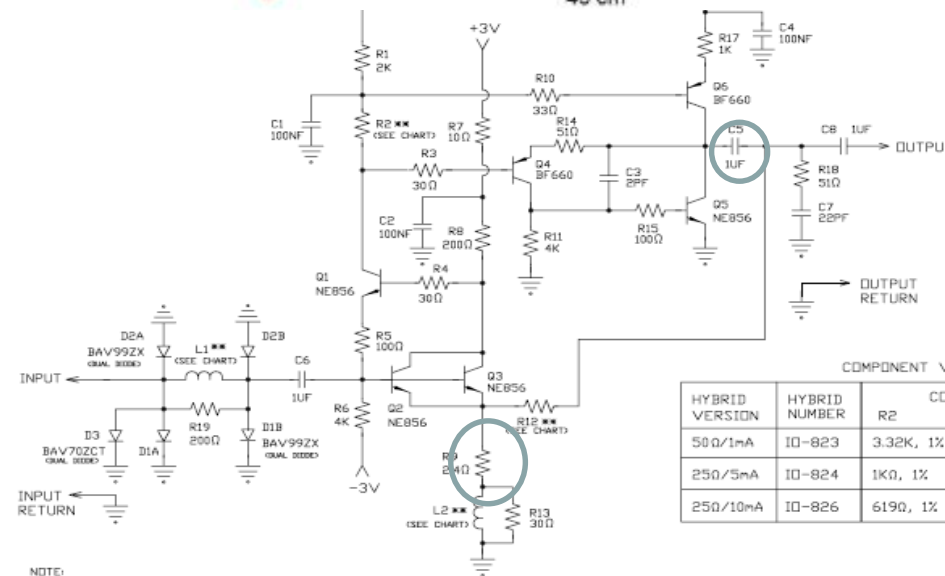 +3V
R1
2K
R10
33Ω
R17
1K
C4
100NF
Q6
BF660
C1
100NF
R2 **
(SEE CHART)
R7
10Ω
R14
51Ω
C5
1UF
C8
1UF
OUTPU
R3
30Ω
Q4
BF660
C3
2PF
R18
51Ω
C2
100NF
R8
200Ω
R11
4K
R15
100Ω
Q5
NE856
C7
22PF
Q1
NE856
R4
30Ω
OUTPUT
RETURN
D2A
BAV99ZX
(DUAL DIODE)
L1 **
(SEE CHART)
D2B
R5
100Ω
C6
1UF
INPUT
Q3
NE856
Q2
NE856
R6
4K
R12 **
(SEE CHART)
R19
200Ω
D3
BAV70ZCT
(DUAL DIODE)
D1A
D1B
BAV99ZX
(DUAL DIODE)
-3V
R9
2.4Ω
INPUT
RETURN
L2 **
(SEE CHART)
R13
30Ω
COMPONENT V
HYBRID VERSION
HYBRID NUMBER
CO
R2
50Ω/1mA
IO-823
3.32K, 1%
25Ω/5mA
IO-824
1KΩ, 1%
25Ω/10mA
IO-826
619Ω, 1%
NOTE: